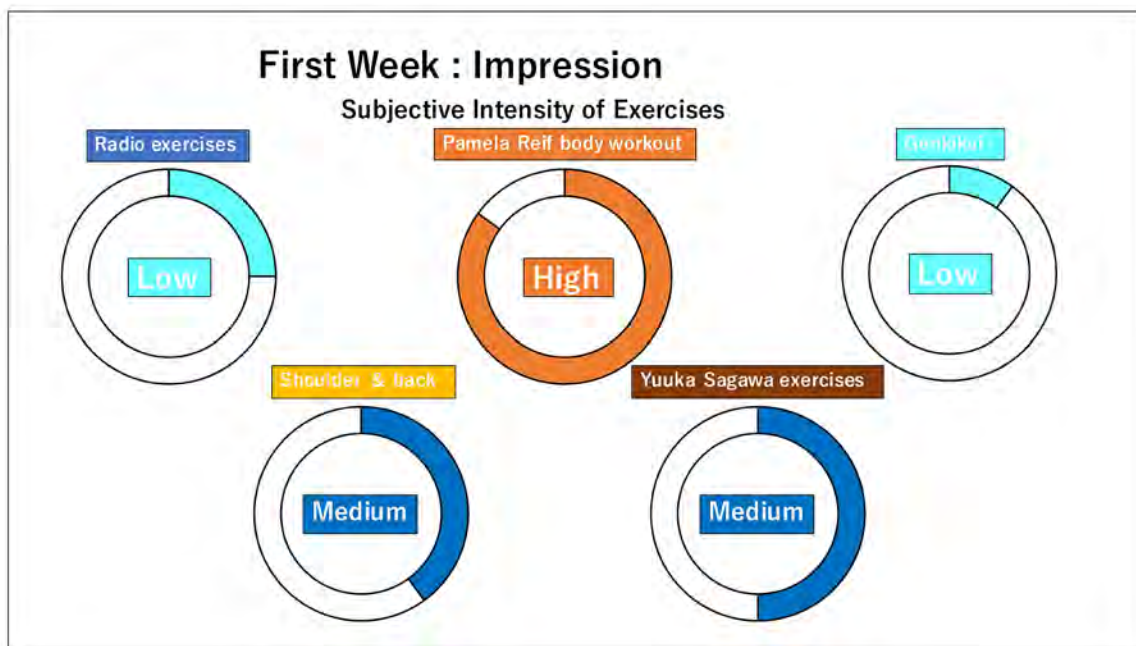 First Week : Impression
Subjective Intensity of Exercises
Radio exercises
Pamela Reif body workout
Low
High
Low
Shoulder & back
Yuuka Sagawa exercises
Medium
Medium